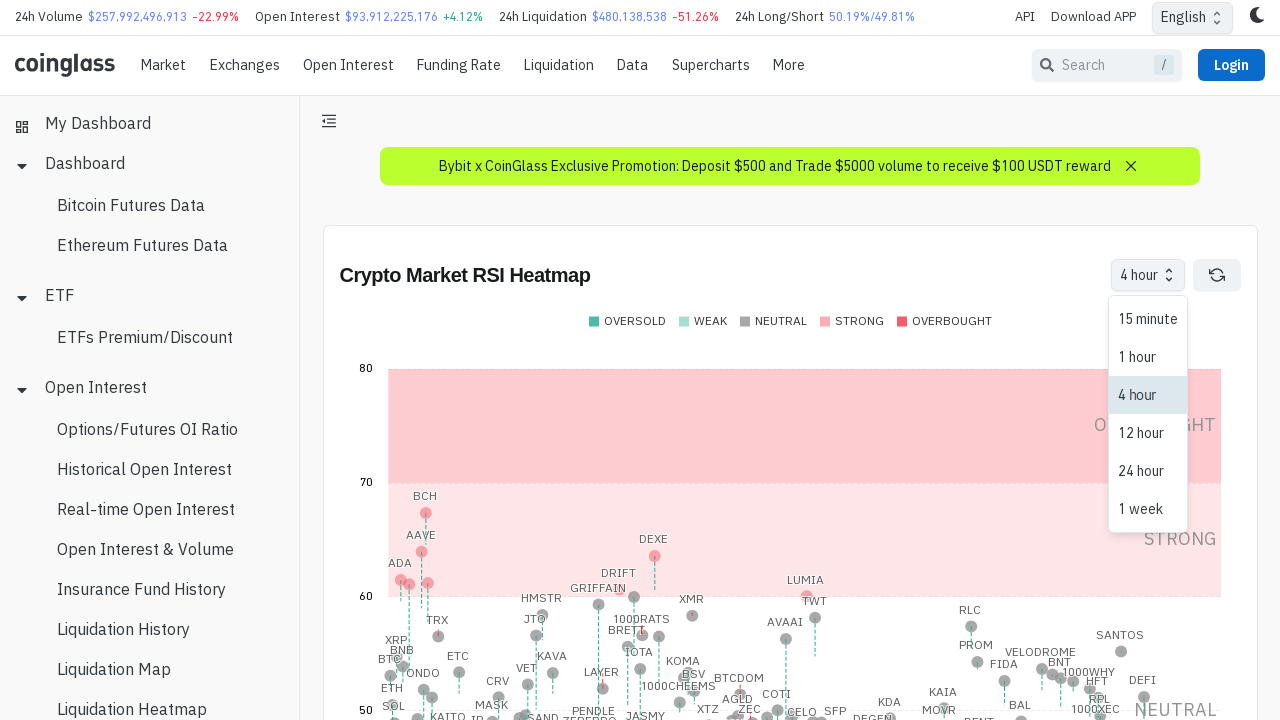 24h Volume $257,992,496,913 -22.99% Open Interest $93,912,225,176 +4.12% 24h Liquidation $480,138,538 -51.26% 24h Long/Short 50.19%/49.81% API Download APP English
coinglass Market Exchanges Open Interest Funding Rate Liquidation Data Supercharts More Search / Login
My Dashboard
Dashboard
Bitcoin Futures Data
Ethereum Futures Data
ETF
ETFs Premium/Discount
Open Interest
Options/Futures OI Ratio
Historical Open Interest
Real-time Open Interest
Open Interest & Volume
Insurance Fund History
Liquidation History
Liquidation Map
Liquidation Heatmap
Bybit x CoinGlass Exclusive Promotion: Deposit $500 and Trade $5000 volume to receive $100 USDT reward
Crypto Market RSI Heatmap
4 hour
15 minute
1 hour
4 hour
12 hour
24 hour
1 week
OVERSOLD WEAK NEUTRAL STRONG OVERBOUGHT
80
70
BCH
AAVE
DEXE
STRONG
ADA
DRIFT
LUMIA
GRIFFAIN
60
HMSTR
XMR
TWT
RLC
TRX
JTO
1000RATS
AVAAI
BRETT
SANTOS
XRP
PROM
BNB
IOTA
VELODROME
BTC
ETC
KAVA
KOMA
FIDA
BNT
ONDO
VET
LAYER
BSV
1000WHY
CRV
BTCDOM
HFT
DEFI
ETH
1000CHEEMS
COTI
KAIA
RPL
SOL
MASK
AGLD
KDA
BAL
50
PENDLE
XTZ
ZEC
CELO
SFP
MOVR
1000XEC
NEUTRAL
KAITO
SAND
JASMY